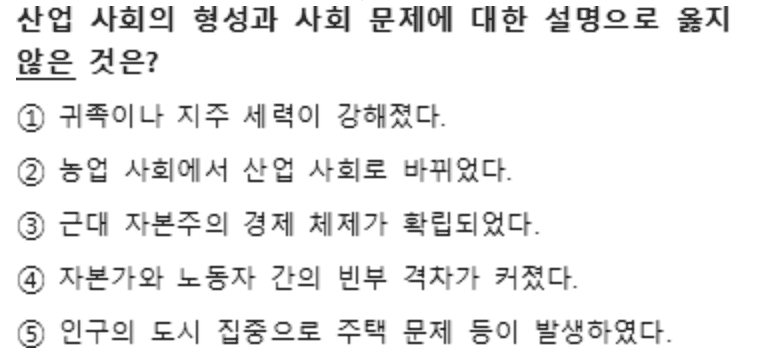 산업 사회의 형성과 사회 문제에 대한 설명으로 옳지
않은 것은?
① 귀족이나 지주 세력이 강해졌다.
② 농업 사회에서 산업 사회로 바뀌었다.
③ 근대 자본주의 경제 체제가 확립되었다.
④ 자본가와 노동자 간의 빈부 격차가 커졌다.
⑤ 인구의 도시 집중으로 주택 문제 등이 발생하였다.